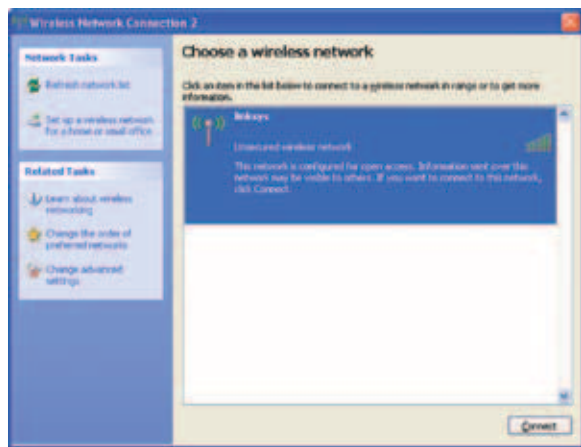 Wireless Network Connection 2
Network Tasks
Refresh network list
Set up a wireless network
for a home or small office
Related Tasks
Learn about wireless
networking
Change the order of
preferred networks
Change advanced
settings
Choose a wireless network
Click an item in the list below to connect to a wireless network in range or to get more
information.
linksys
Unsecured wireless network
This network is configured for open access. Information sent over this
network may be visible to others. If you want to connect to this network,
click Connect.
Connect